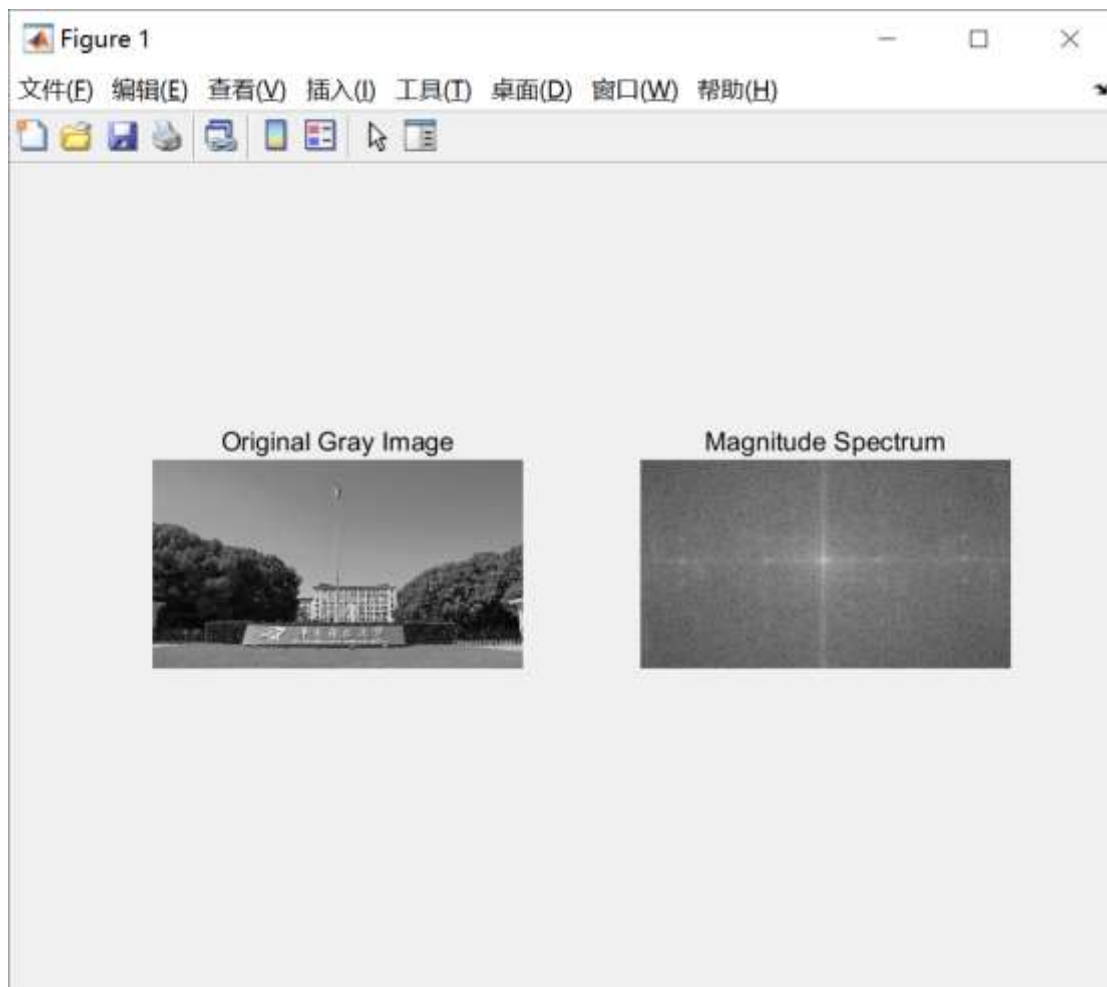 Figure 1
文件(F) 编辑(E) 查看(V) 插入(I) 工具(T) 桌面(D) 窗口(W) 帮助(H)
Original Gray Image
Magnitude Spectrum